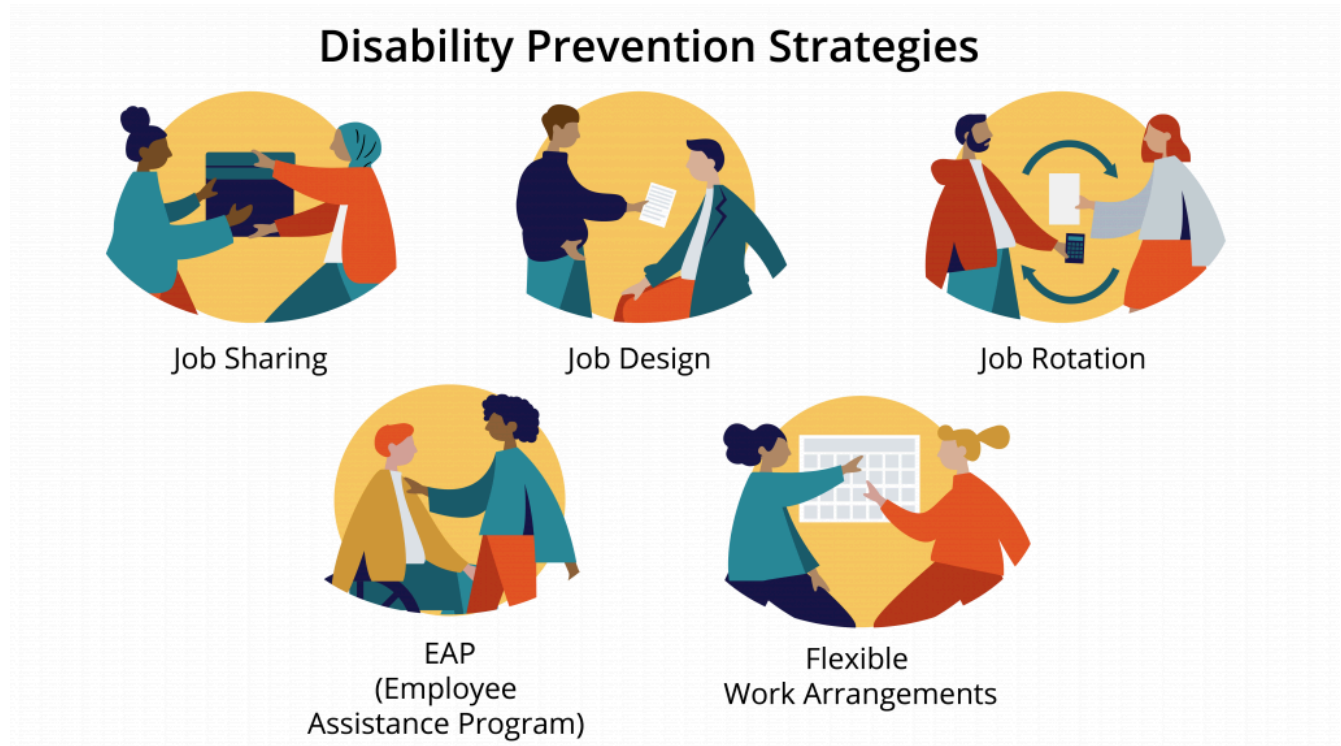 Disability Prevention Strategies
Job Sharing
Job Design
Job Rotation
EAP
(Employee
Assistance Program)
Flexible
Work Arrangements